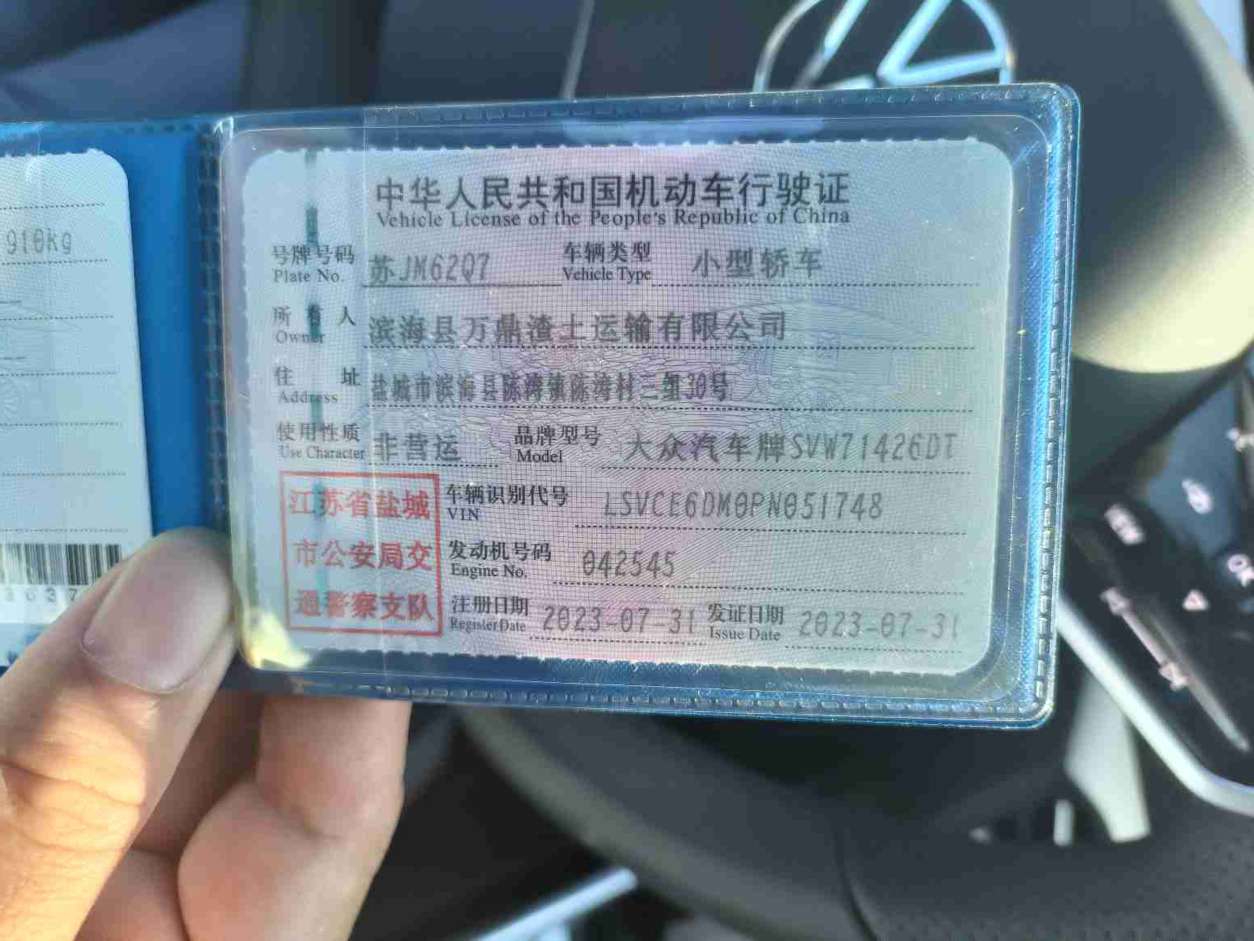 910kg
中华人民共和国机动车行驶证
Vehicle License of the People's Republic of China
号牌号码 苏JM62Q7 车辆类型 小型轿车
Plate No. Vehicle Type
所有人 滨海县万鼎渣土运输有限公司
Owner
住址 盐城市滨海县陈涛镇陈涛村三组30号
Address
使用性质 非营运 品牌型号 大众汽车牌SVW71426DT
Use Character Model
江苏省盐城
市公安局交
通警察支队
车辆识别代号 LSVCE6DM0PN051748
VIN
发动机号码 042545
Engine No.
注册日期 2023-07-31 发证日期 2023-07-31
Register Date Issue Date
VIEW
OK